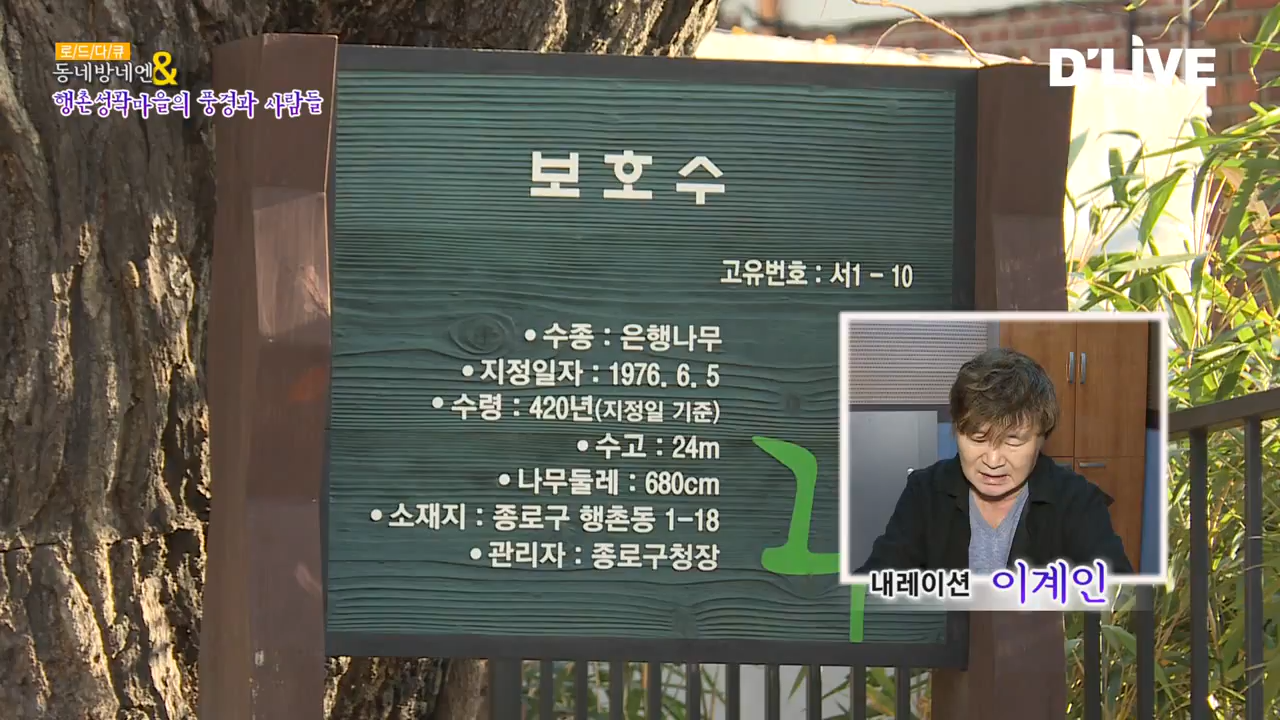 로/드/다/큐
동네방네엔&
행촌성곽마을의 풍경과 사람들
D'LIVE
보호수
고유번호 : 서1 - 10
• 수종 : 은행나무
• 지정일자 : 1976. 6. 5
• 수령 : 420년(지정일 기준)
• 수고 : 24m
• 나무둘레 : 680cm
• 소재지 : 종로구 행촌동 1-18
• 관리자 : 종로구청장
내레이션 이계인